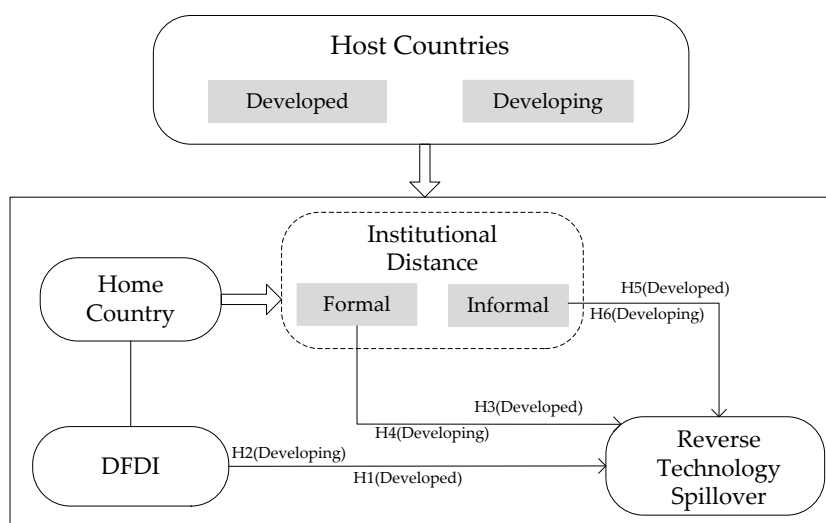 Host Countries
Developed
Developing
Institutional
Distance
Home
Country
Formal
Informal
H5(Developed)
H6(Developing)
H3(Developed)
H4(Developing)
DFDI
H2(Developing)
H1(Developed)
Reverse
Technology
Spillover